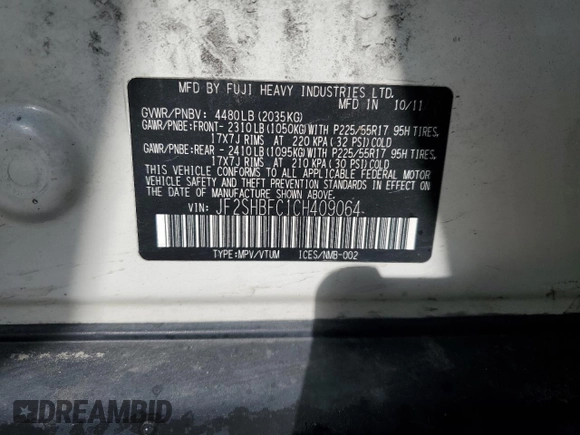 MFD BY FUJI HEAVY INDUSTRIES LTD.
MFD IN 10/11
GVWR/PNBV: 4480LB(2035KG)
GAWR/PNBE:FRONT- 2310LB(1050KG)WITH P225/55R17 95H TIRES,
17X7J RIMS AT 220 KPA(32 PSI)COLD
GAWR/PNBE:REAR - 2410LB(1095KG)WITH P225/55R17 95H TIRES,
17X7J RIMS AT 210 KPA(30 PSI)COLD
THIS VEHICLE CONFORMS TO ALL APPLICABLE FEDERAL MOTOR
VEHICLE SAFETY AND THEFT PREVENTION STANDARDS IN EFFECT
ON THE DATE OF MANUFACTURE SHOWN ABOVE.
VIN: JF2SHBFC1CH409064
TYPE:MPV/VTUM ICES/NMB-002
DREAMBID